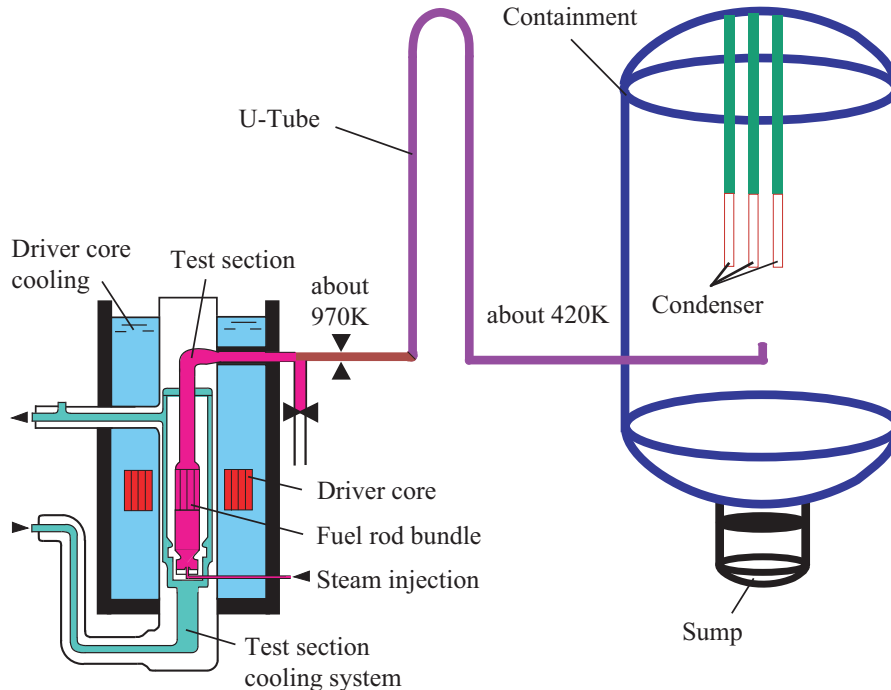 Containment
U-Tube
Driver core
cooling
Test section
about
970K
about 420K
Condenser
Driver core
Fuel rod bundle
Steam injection
Sump
Test section
cooling system